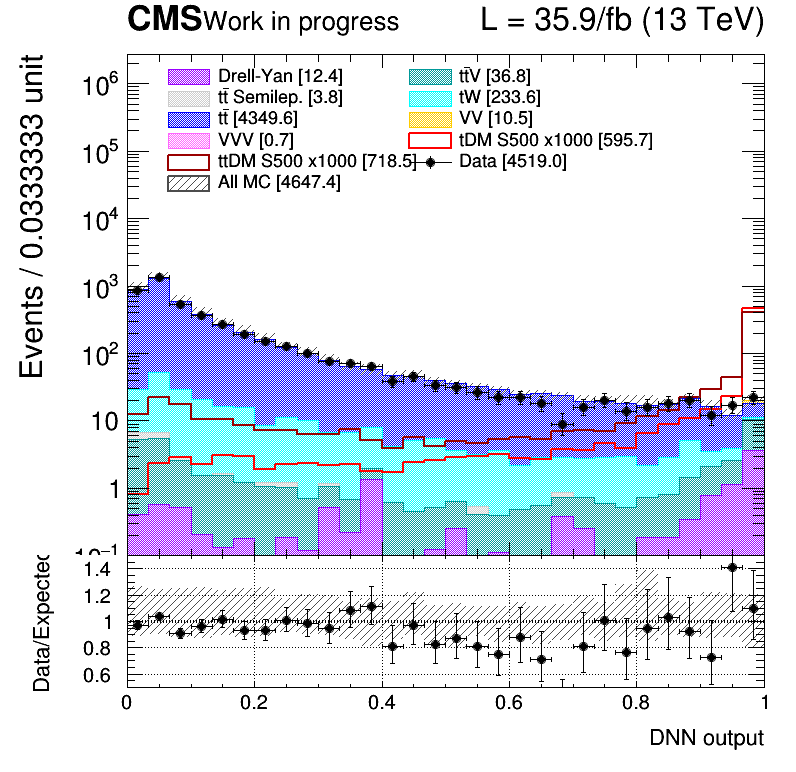 CMS Work in progress L = 35.9/fb (13 TeV)
Events / 0.0333333 unit
Drell-Yan [12.4] tt̄V [36.8]
tt̄ Semilep. [3.8] tW [233.6]
tt̄ [4349.6] VV [10.5]
VVV [0.7] tDM S500 x1000 [595.7]
ttDM S500 x1000 [718.5] Data [4519.0]
All MC [4647.4]
10⁶
10⁵
10⁴
10³
10²
10
1
10⁻¹
Data/Expected
1.4
1.2
1
0.8
0.6
0 0.2 0.4 0.6 0.8 1
DNN output